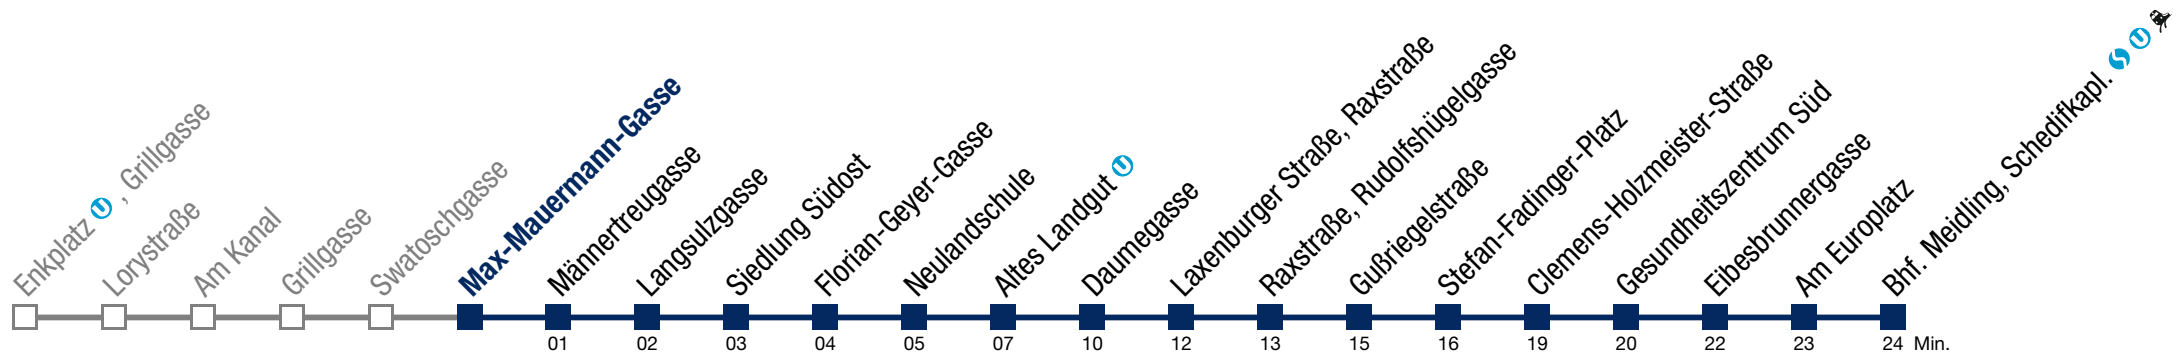 Enkplatz U, Grillgasse
Lorystraße
Am Kanal
Grillgasse
Swatoschgasse
Max-Mauermann-Gasse
Männertreugasse
Langsulzgasse
Siedlung Südost
Florian-Geyer-Gasse
Neulandschule
Altes Landgut U
Daumegasse
Laxenburger Straße, Raxstraße
Raxstraße, Rudolfshügelgasse
Gußriegelstraße
Stefan-Fadinger-Platz
Clemens-Holzmeister-Straße
Gesundheitszentrum Süd
Eibesbrunnergasse
Am Europlatz
Bhf. Meidling, Schedifkapl. S U
01 02 03 04 05 07 10 12 13 15 16 19 20 22 23 24 Min.